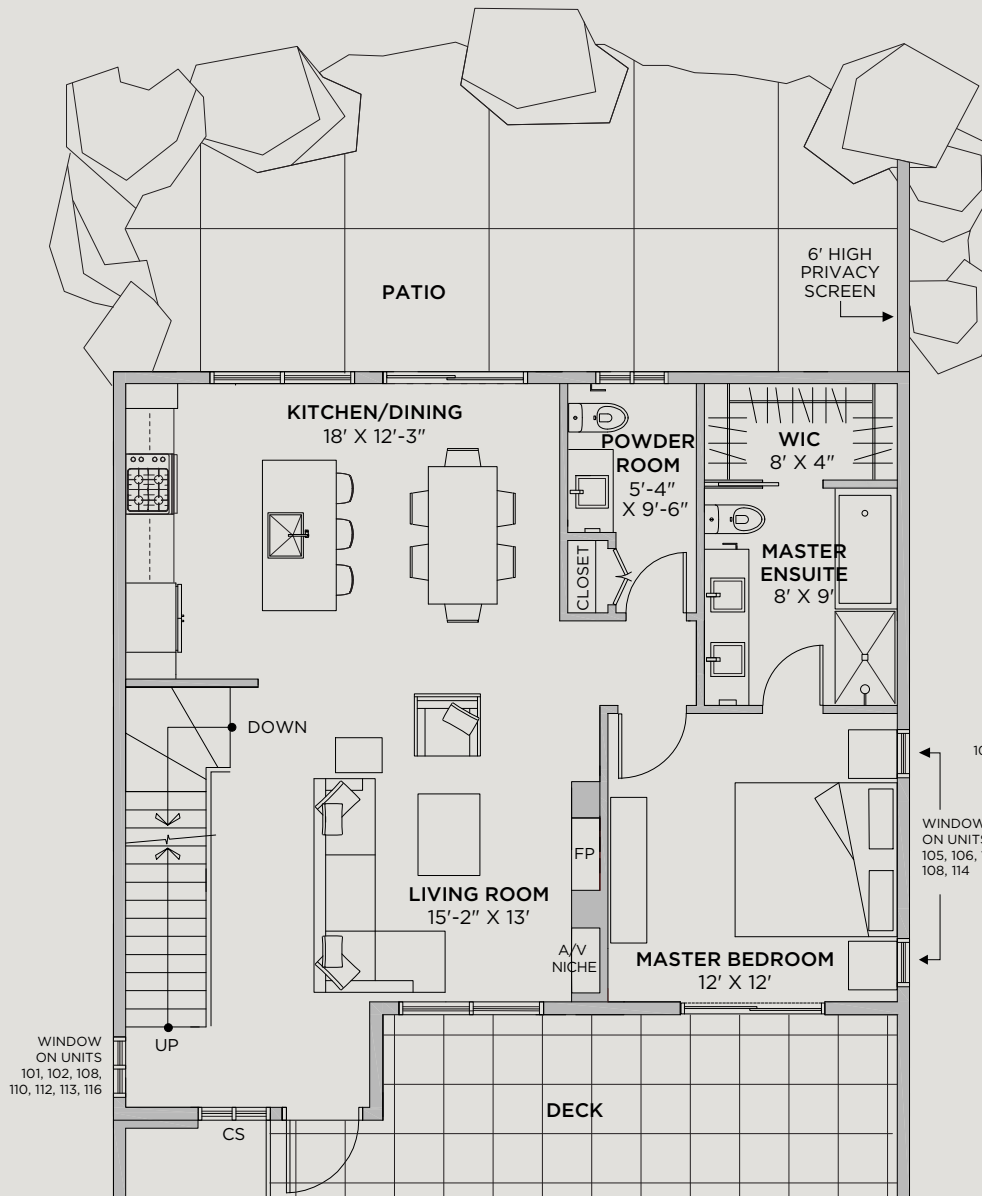 6' HIGH
PRIVACY
SCREEN
PATIO
KITCHEN/DINING
18' X 12'-3"
POWDER
ROOM
5'-4"
X 9'-6"
WIC
8' X 4"
CLOSET
MASTER
ENSUITE
8' X 9'
DOWN
WINDOW
ON UNITS
105, 106,
108, 114
FP
LIVING ROOM
15'-2" X 13'
A/V
NICHE
MASTER BEDROOM
12' X 12'
UP
WINDOW
ON UNITS
101, 102, 108,
110, 112, 113, 116
DECK
CS